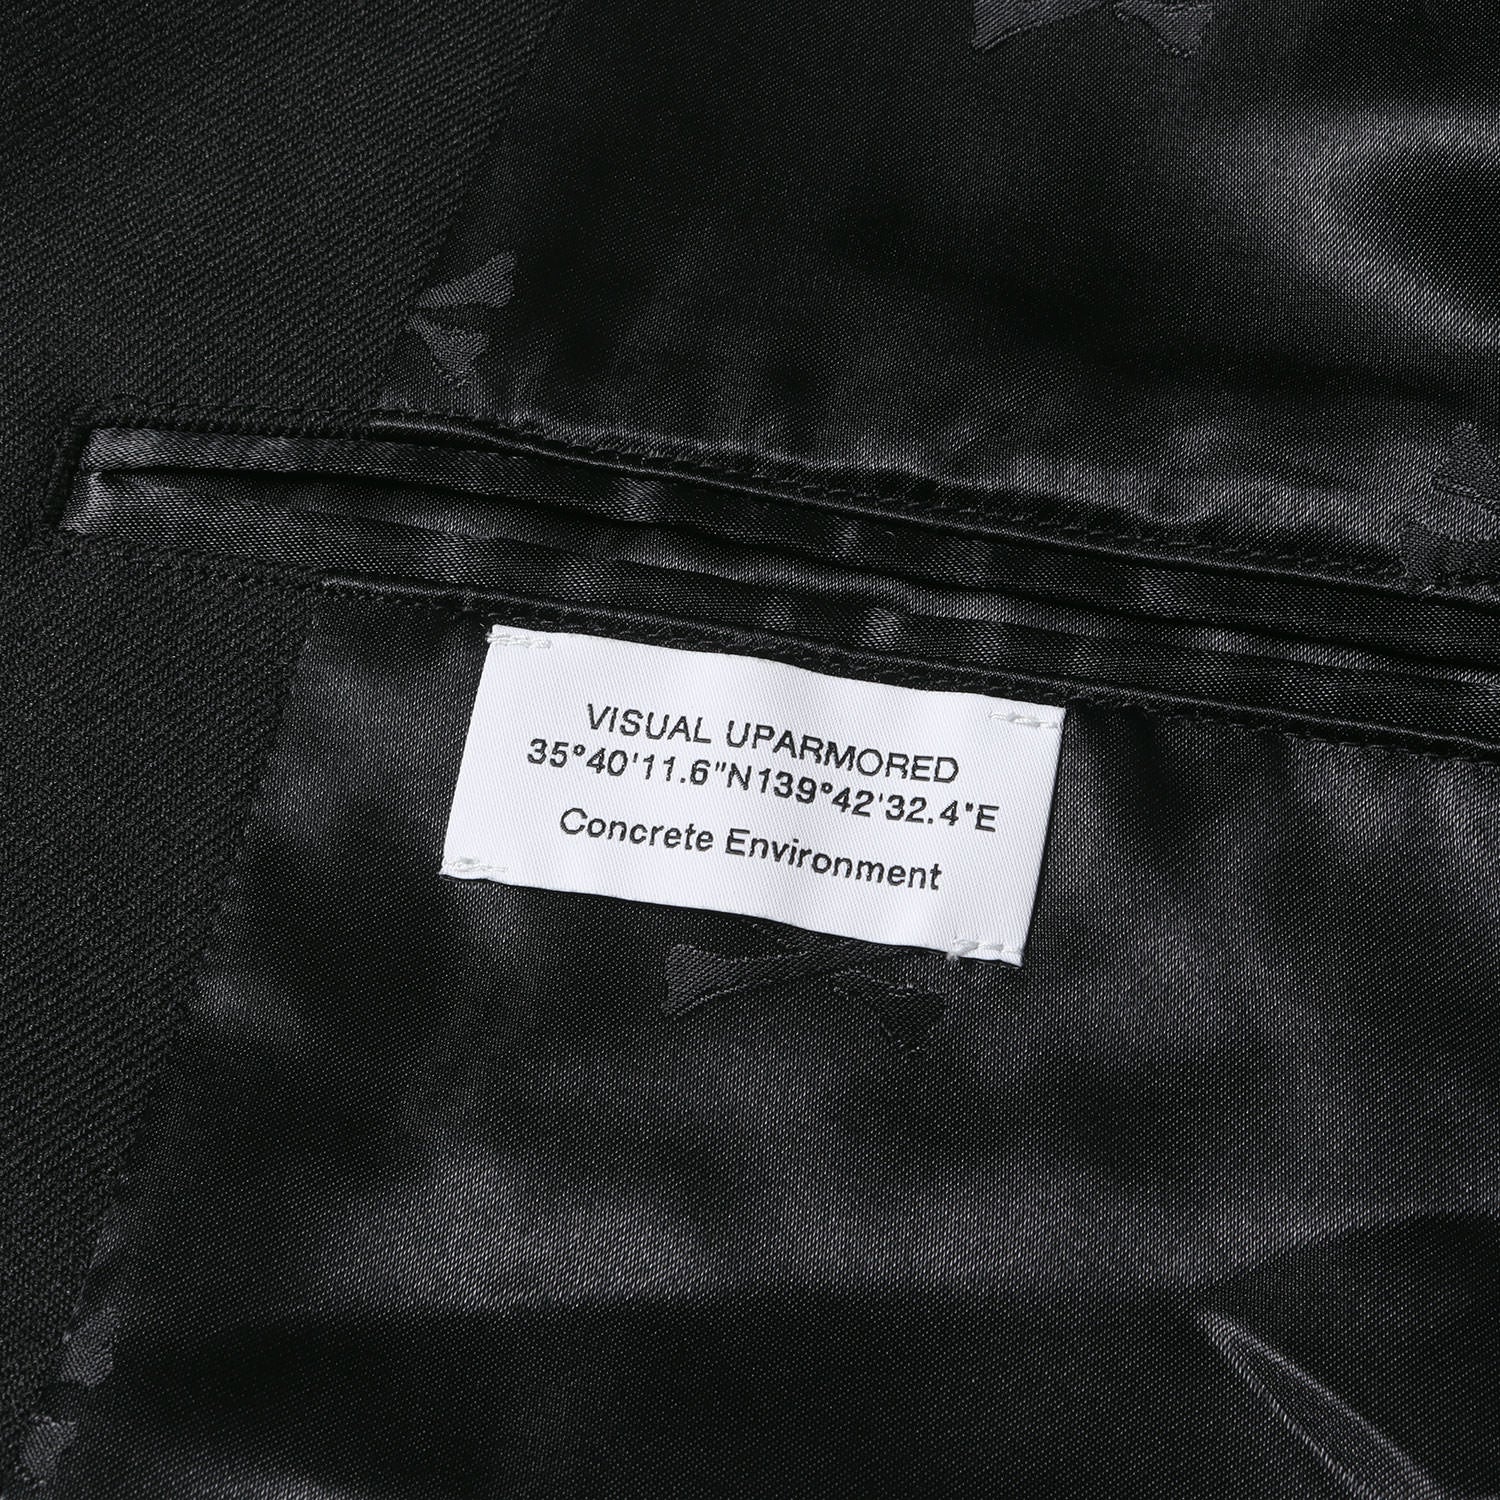 VISUAL UPARMORED
35°40'11.6"N139°42'32.4"E
Concrete Environment